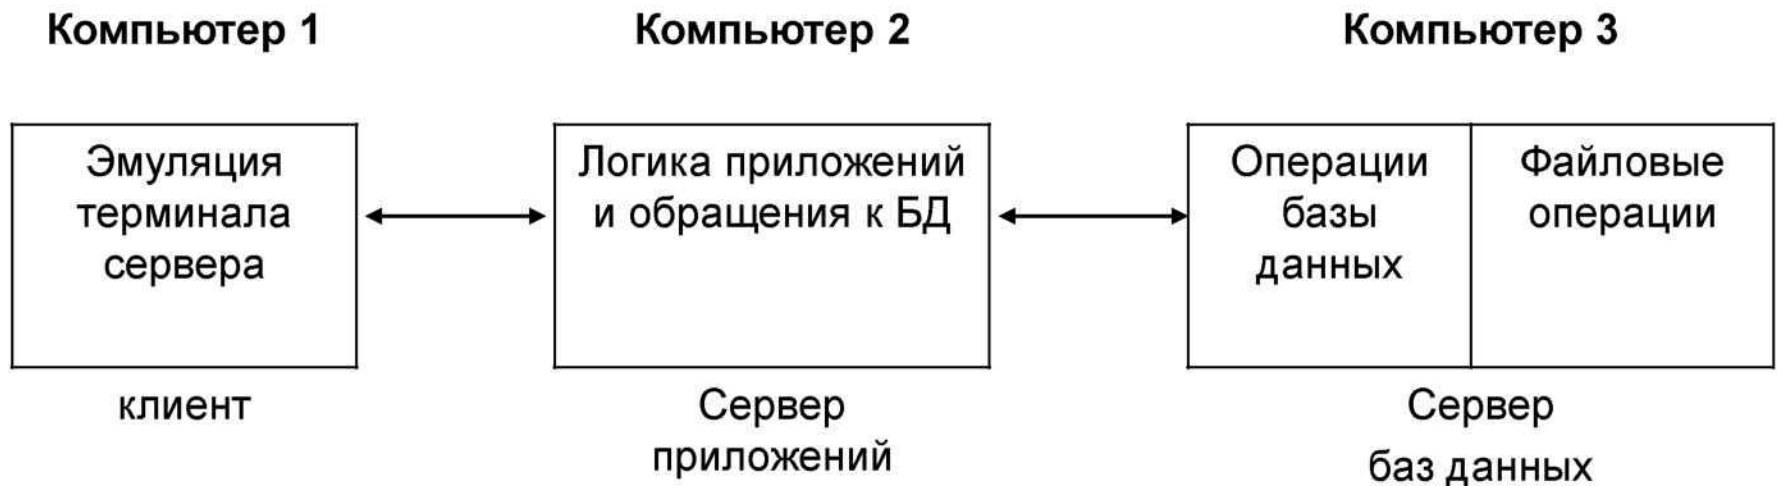 Компьютер 1
Компьютер 2
Компьютер 3
Эмуляция
терминала
сервера
Логика приложений
и обращения к БД
Операции
базы
данных
Файловые
операции
клиент
Сервер
приложений
Сервер
баз данных